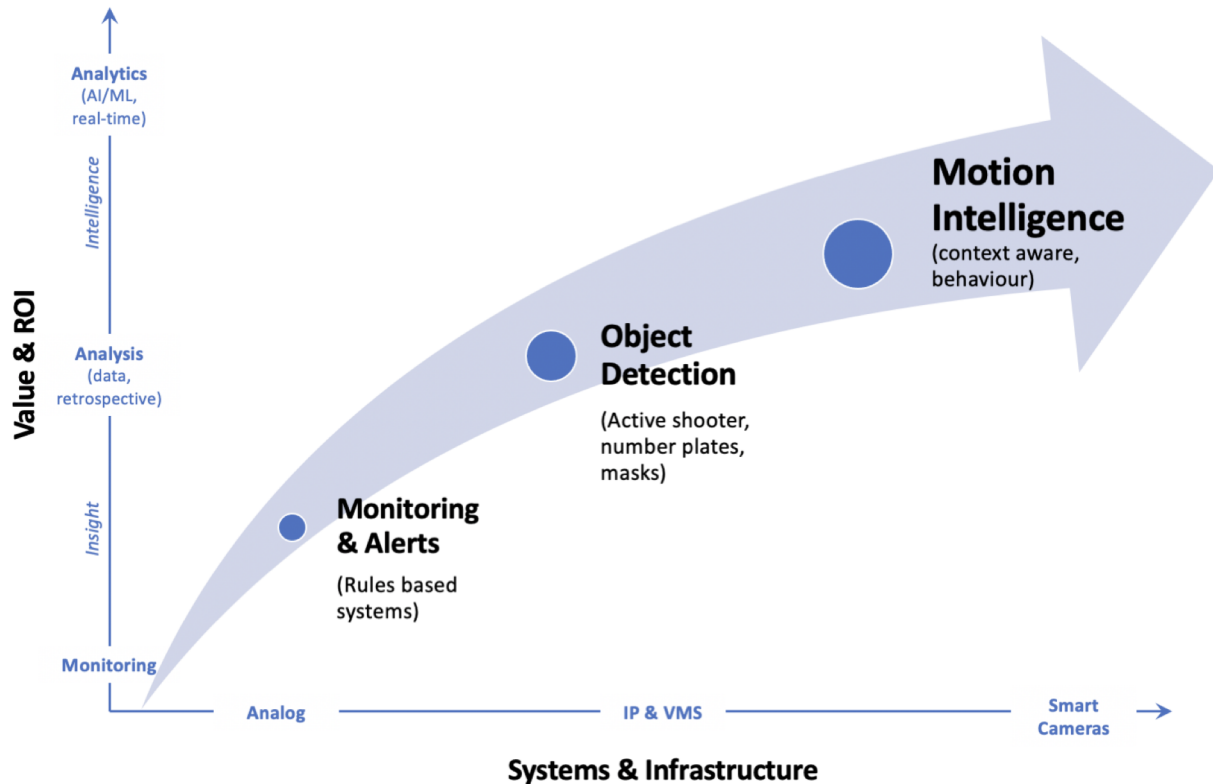 Analytics
(AI/ML,
real-time)
Intelligence
Value & ROI
Analysis
(data,
retrospective)
Insight
Monitoring
Motion
Intelligence
(context aware,
behaviour)
Object
Detection
(Active shooter,
number plates,
masks)
Monitoring
& Alerts
(Rules based
systems)
Analog
IP & VMS
Smart
Cameras
Systems & Infrastructure